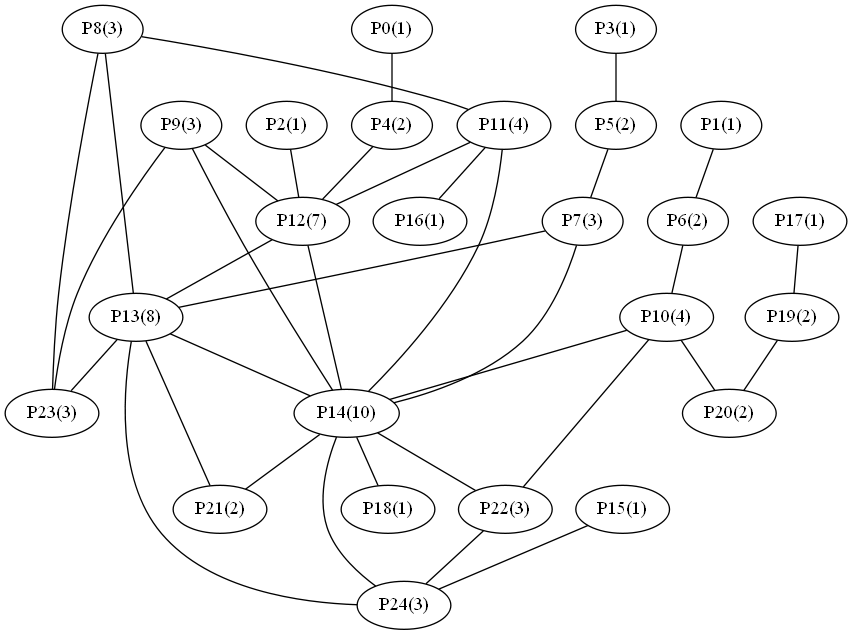 P8(3) P0(1) P3(1)
P9(3) P2(1) P4(2) P11(4) P5(2) P1(1)
P12(7) P16(1) P7(3) P6(2) P17(1)
P13(8) P10(4) P19(2)
P23(3) P14(10) P20(2)
P21(2) P18(1) P22(3) P15(1)
P24(3)